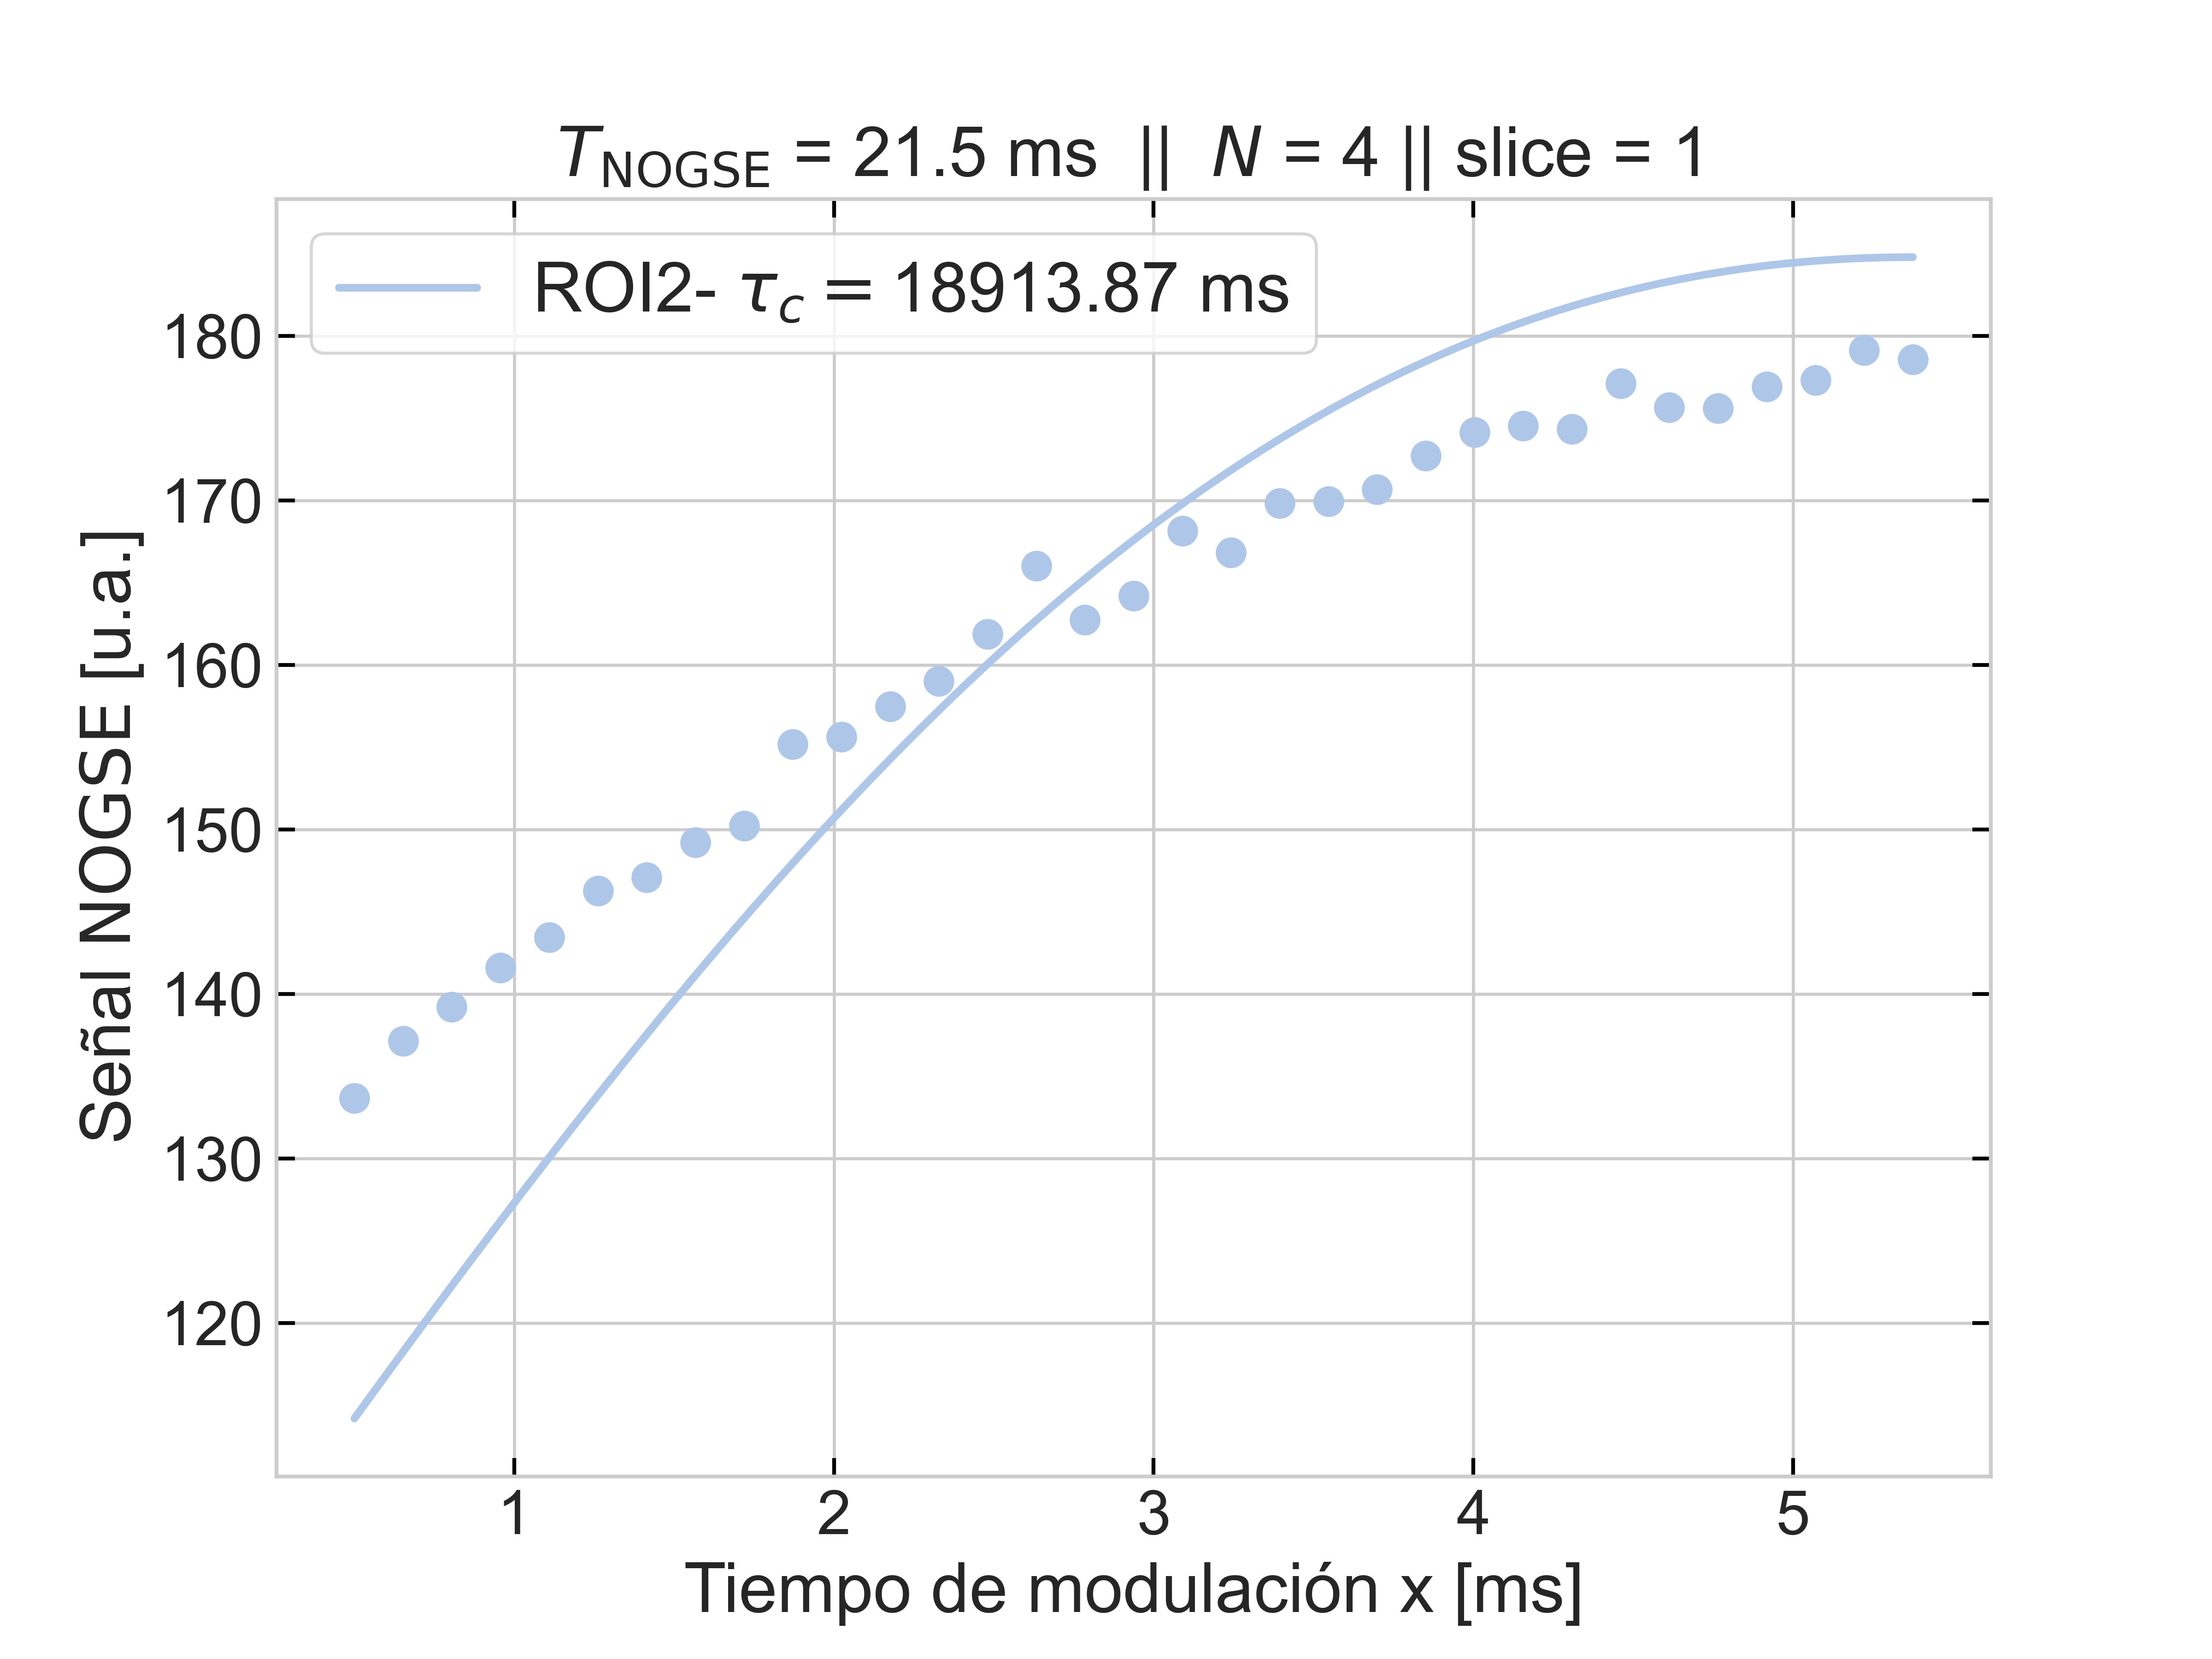 T_NOGSE = 21.5 ms || N = 4 || slice = 1
ROI2- τ_c = 18913.87 ms
Señal NOGSE [u.a.]
180
170
160
150
140
130
120
1 2 3 4 5
Tiempo de modulación x [ms]